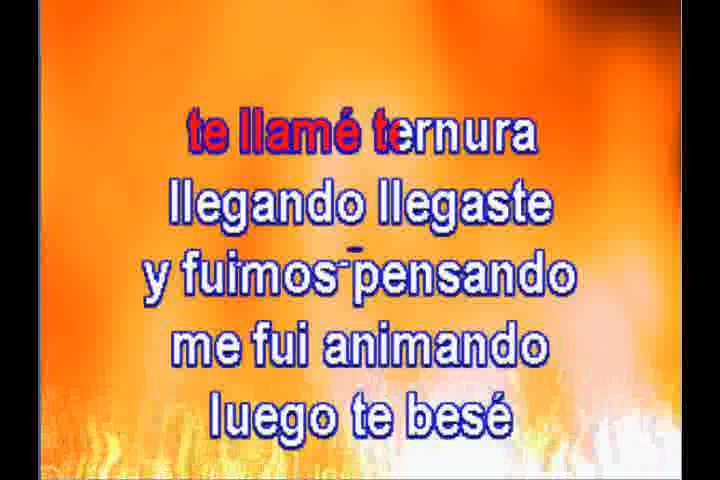 te llamé ternura
llegando llegaste
y fuimos pensando
me fui animando
luego te besé